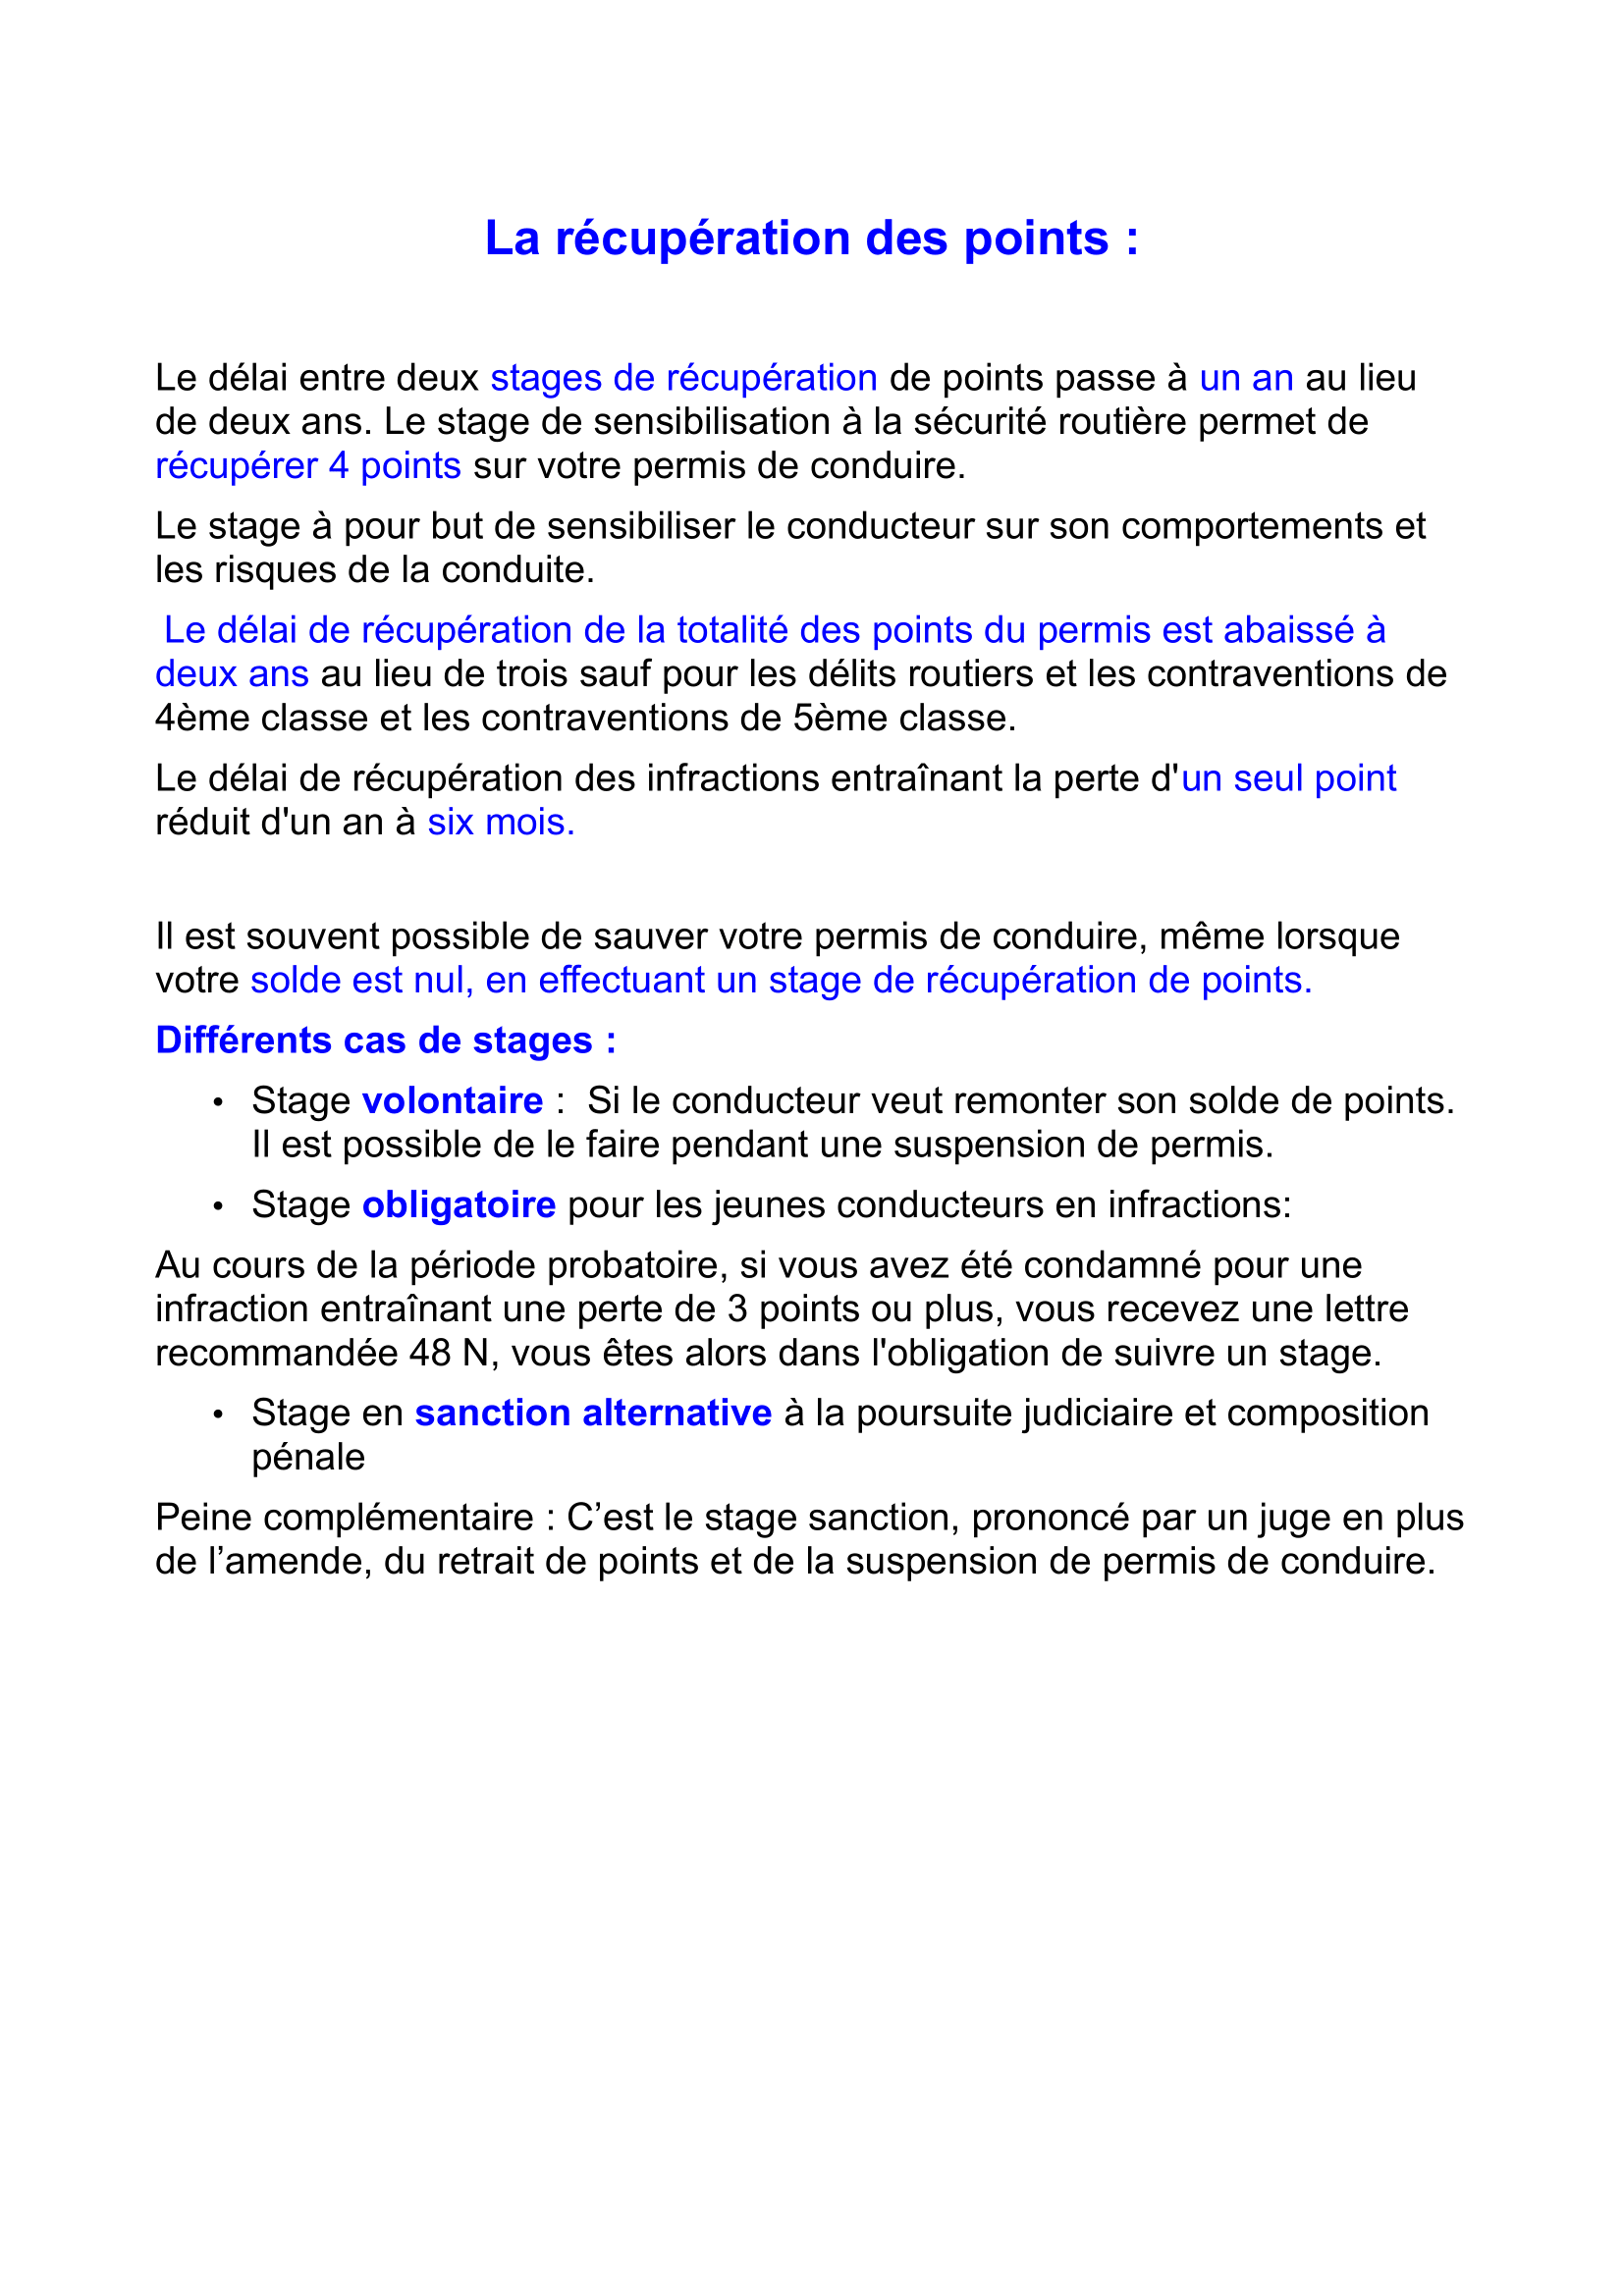 La récupération des points :
Le délai entre deux stages de récupération de points passe à un an au lieu
de deux ans. Le stage de sensibilisation à la sécurité routière permet de
récupérer 4 points sur votre permis de conduire.
Le stage à pour but de sensibiliser le conducteur sur son comportements et
les risques de la conduite.
Le délai de récupération de la totalité des points du permis est abaissé à
deux ans au lieu de trois sauf pour les délits routiers et les contraventions de
4ème classe et les contraventions de 5ème classe.
Le délai de récupération des infractions entraînant la perte d'un seul point
réduit d'un an à six mois.
Il est souvent possible de sauver votre permis de conduire, même lorsque
votre solde est nul, en effectuant un stage de récupération de points.
Différents cas de stages :
• Stage volontaire :  Si le conducteur veut remonter son solde de points.
Il est possible de le faire pendant une suspension de permis.
• Stage obligatoire pour les jeunes conducteurs en infractions:
Au cours de la période probatoire, si vous avez été condamné pour une
infraction entraînant une perte de 3 points ou plus, vous recevez une lettre
recommandée 48 N, vous êtes alors dans l'obligation de suivre un stage.
• Stage en sanction alternative à la poursuite judiciaire et composition
pénale
Peine complémentaire : C’est le stage sanction, prononcé par un juge en plus
de l’amende, du retrait de points et de la suspension de permis de conduire.